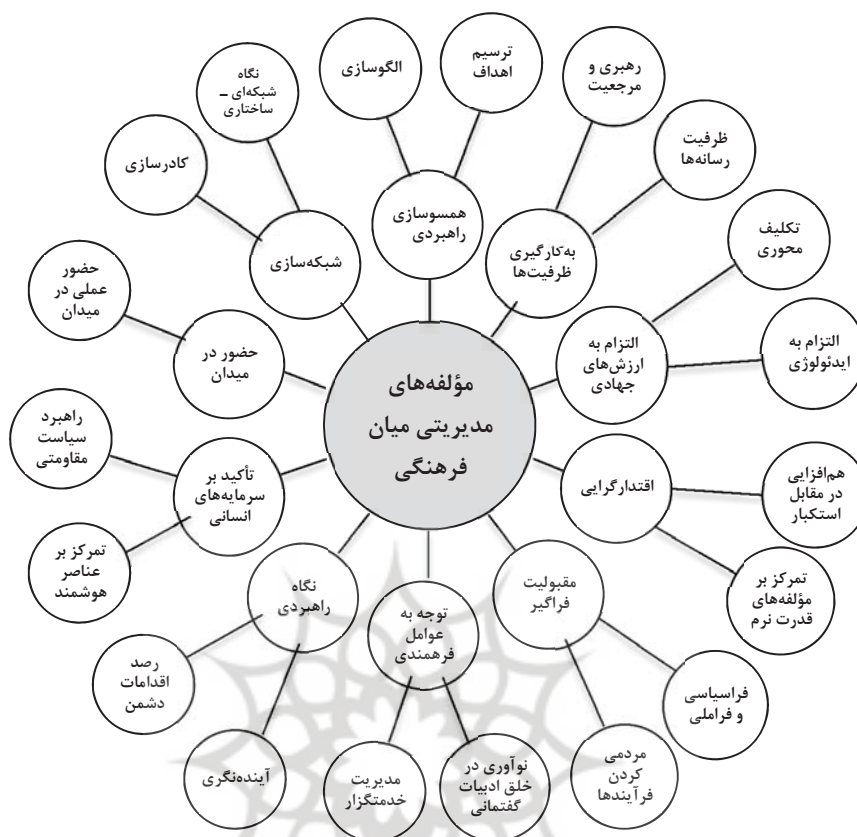 مؤلفه‌های
مدیریتی میان
فرهنگی
همسوسازی
راهبردی
ترسیم
اهداف
الگوسازی
به‌کارگیری
ظرفیت‌ها
رهبری و
مرجعیت
ظرفیت
رسانه‌ها
التزام به
ارزش‌های
جهادی
تکلیف
محوری
التزام به
ایدئولوژی
اقتدارگرایی
هم‌افزایی
در مقابل
استکبار
تمرکز بر
مؤلفه‌های
قدرت نرم
مقبولیت
فراگیر
فراسیاسی
و فراملی
مردمی
کردن
فرآیندها
توجه به
عوامل
فرهمندی
نوآوری در
خلق ادبیات
گفتمانی
مدیریت
خدمتگزار
نگاه
راهبردی
آینده‌نگری
رصد
اقدامات
دشمن
تأکید بر
سرمایه‌های
انسانی
تمرکز بر
عناصر
هوشمند
راهبرد
سیاست
مقاومتی
حضور در
میدان
حضور
عملی در
میدان
شبکه‌سازی
کادرسازی
نگاه
شبکه‌ای –
ساختاری